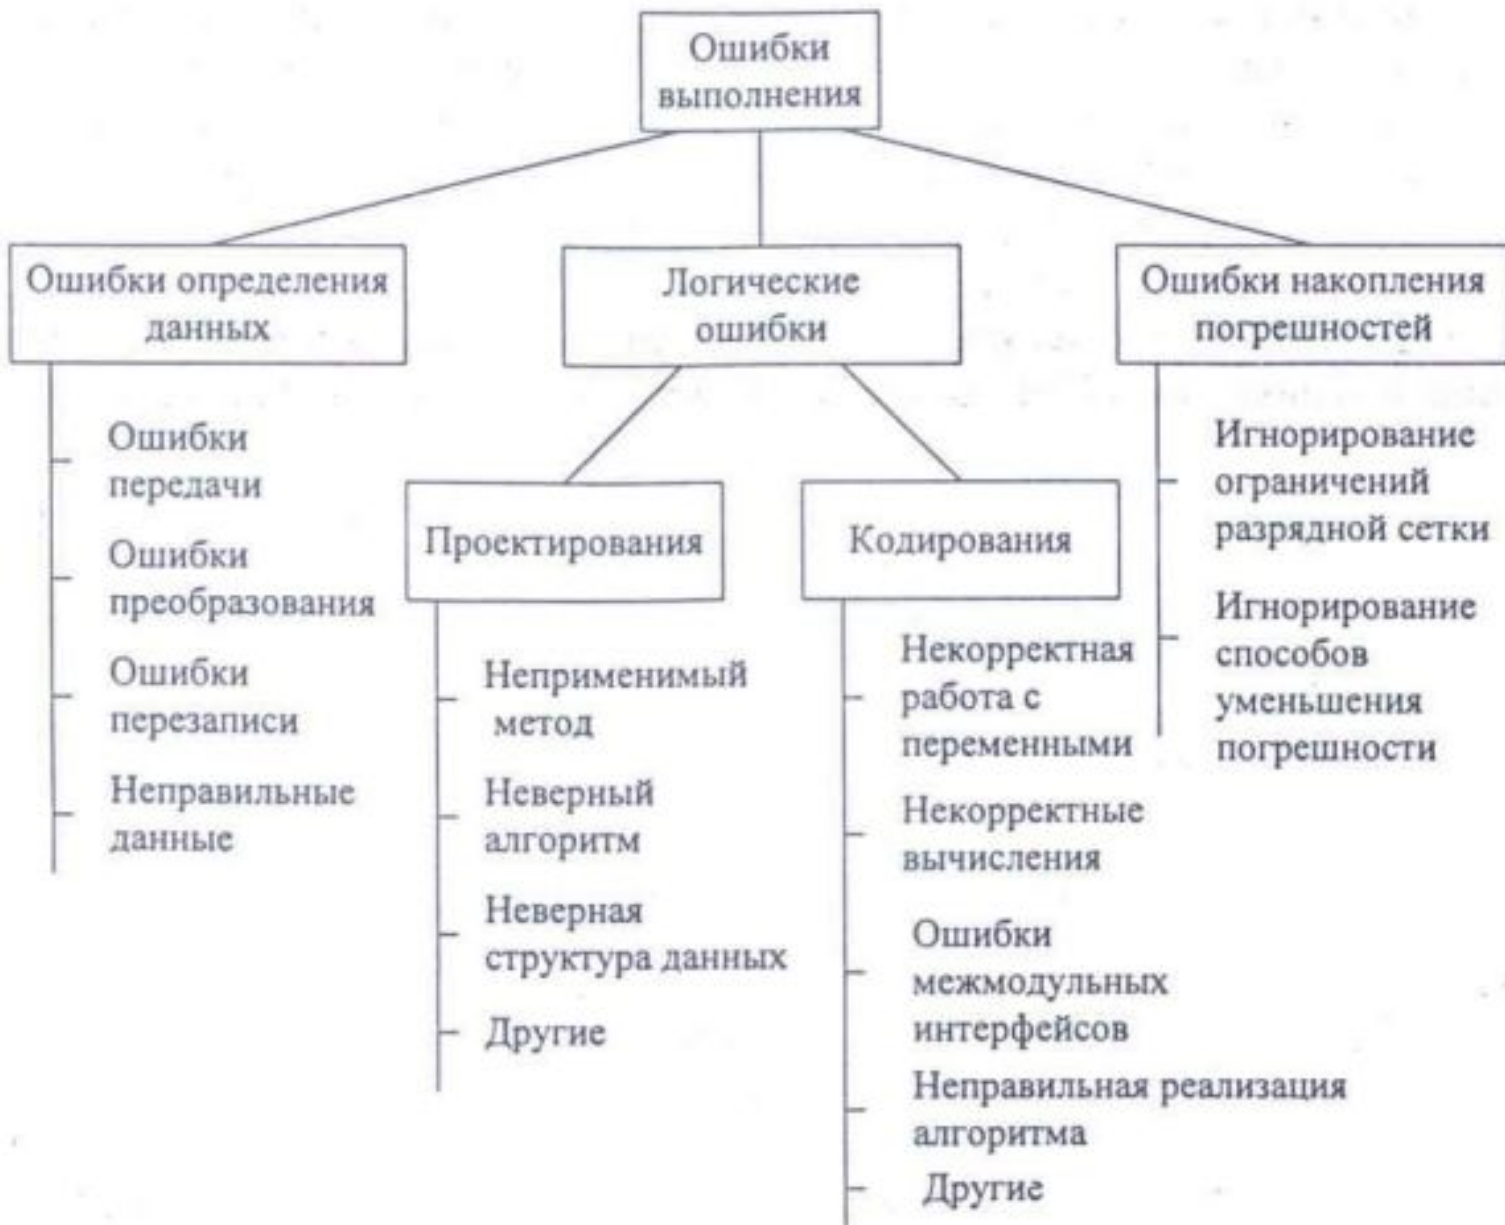 Ошибки
выполнения
Ошибки определения
данных
Логические
ошибки
Ошибки накопления
погрешностей
Ошибки
передачи
Ошибки
преобразования
Ошибки
перезаписи
Неправильные
данные
Проектирования
Неприменимый
метод
Неверный
алгоритм
Неверная
структура данных
Другие
Кодирования
Некорректная
работа с
переменными
Некорректные
вычисления
Ошибки
межмодульных
интерфейсов
Неправильная реализация
алгоритма
Другие
Игнорирование
ограничений
разрядной сетки
Игнорирование
способов
уменьшения
погрешности